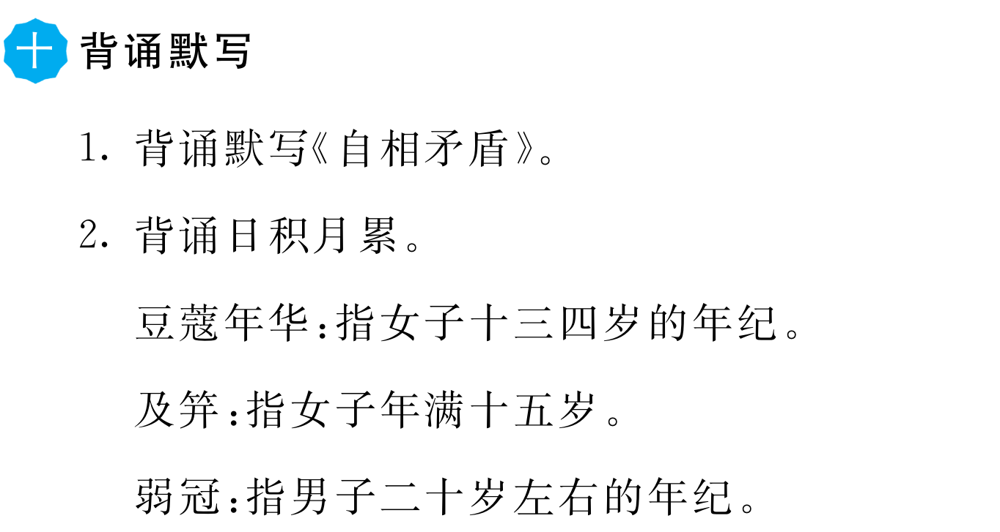 十 背诵默写
1. 背诵默写《自相矛盾》。
2. 背诵日积月累。
豆蔻年华:指女子十三四岁的年纪。
及笄:指女子年满十五岁。
弱冠:指男子二十岁左右的年纪。